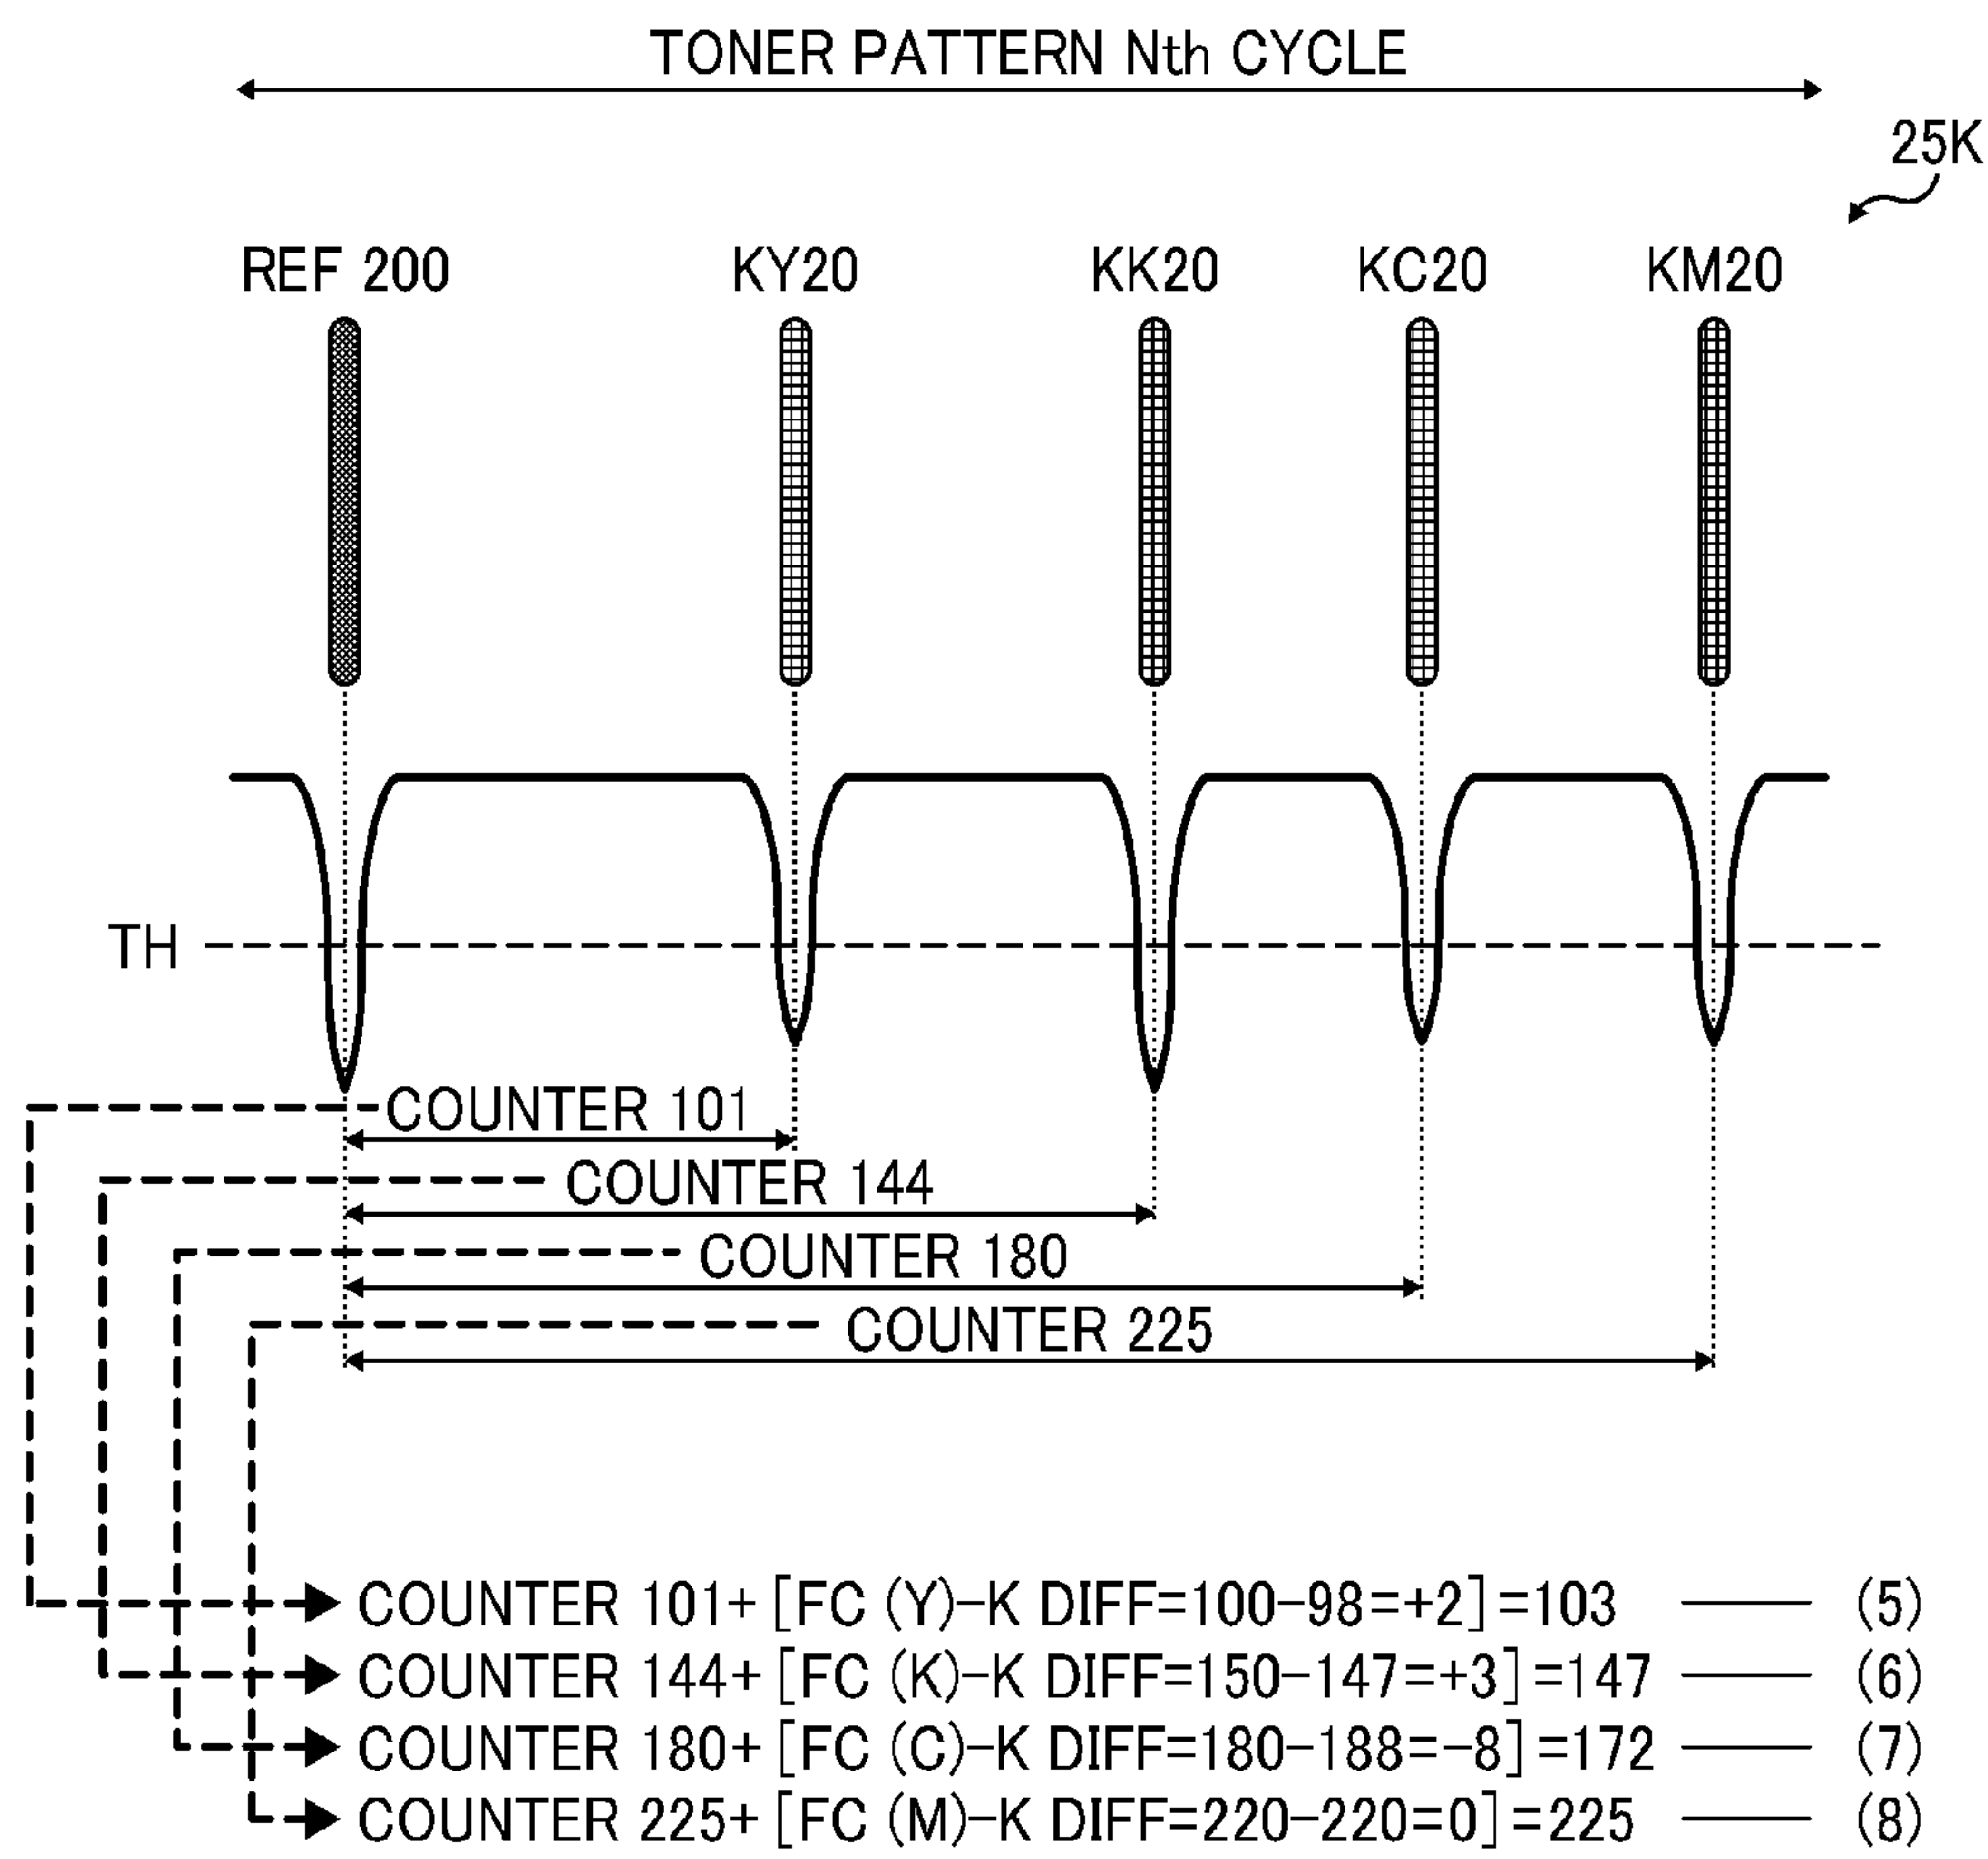 TONER PATTERN Nth CYCLE
25K
REF 200 KY20 KK20 KC20 KM20
TH
COUNTER 101
COUNTER 144
COUNTER 180
COUNTER 225
COUNTER 101+[FC (Y)-K DIFF=100-98=+2]=103 (5)
COUNTER 144+[FC (K)-K DIFF=150-147=+3]=147 (6)
COUNTER 180+[FC (C)-K DIFF=180-188=-8]=172 (7)
COUNTER 225+[FC (M)-K DIFF=220-220=0]=225 (8)